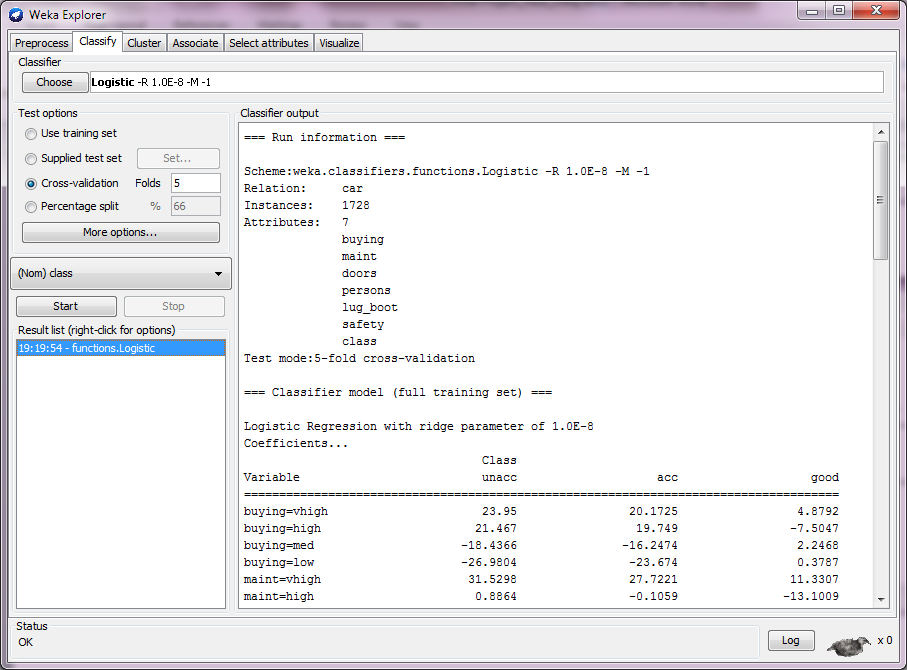 Weka Explorer
Preprocess Classify Cluster Associate Select attributes Visualize
Classifier
Choose Logistic -R 1.0E-8 -M -1
Test options
Use training set
Supplied test set Set...
Cross-validation Folds 5
Percentage split % 66
More options...
(Nom) class
Start Stop
Result list (right-click for options)
19:19:54 - functions.Logistic
Classifier output
=== Run information ===
Scheme:weka.classifiers.functions.Logistic -R 1.0E-8 -M -1
Relation: car
Instances: 1728
Attributes: 7
buying
maint
doors
persons
lug_boot
safety
class
Test mode:5-fold cross-validation
=== Classifier model (full training set) ===
Logistic Regression with ridge parameter of 1.0E-8
Coefficients...
Class
Variable unacc acc good
=====================================================================================
buying=vhigh 23.95 20.1725 4.8792
buying=high 21.467 19.749 -7.5047
buying=med -18.4366 -16.2474 2.2468
buying=low -26.9804 -23.674 0.3787
maint=vhigh 31.5298 27.7221 11.3307
maint=high 0.8864 -0.1059 -13.1009
Status
OK
Log x 0